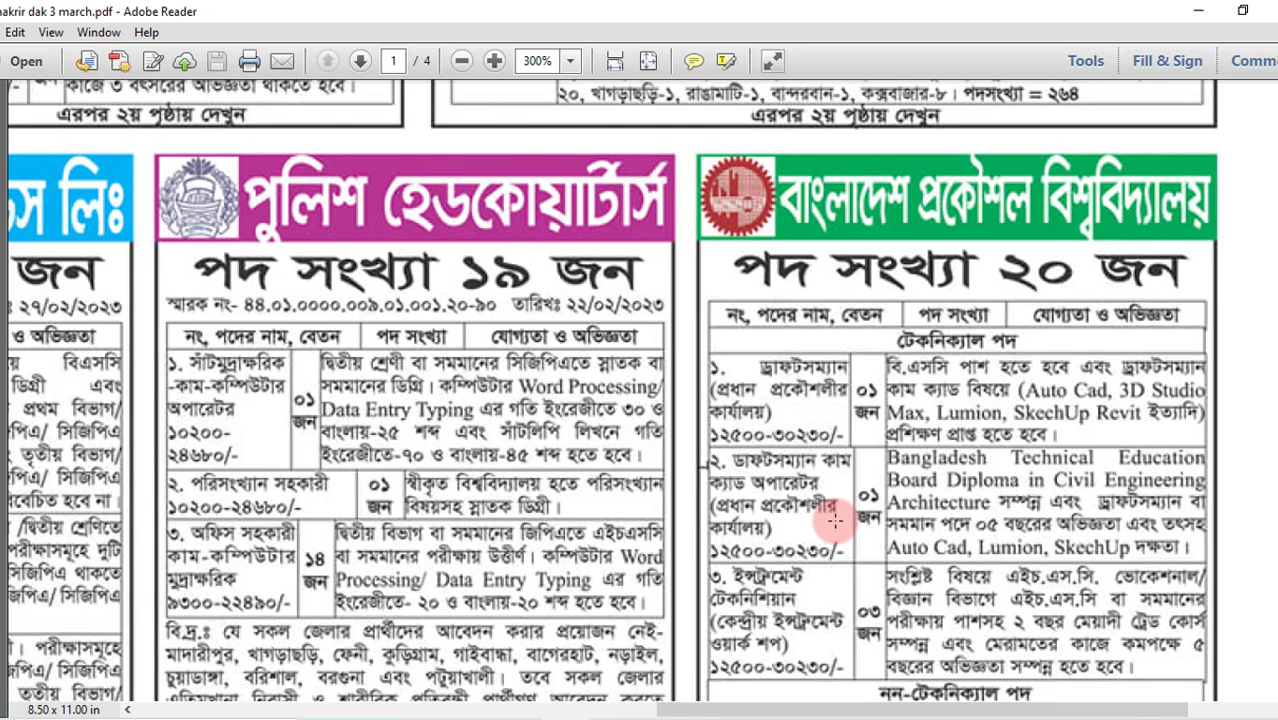 nakrir dak 3 march.pdf - Adobe Reader
Edit View Window Help
Open 1 / 4 300% Tools Fill & Sign Comm
কাজে ৩ বৎসরের অভিজ্ঞতা থাকতে হবে।
এরপর ২য় পৃষ্ঠায় দেখুন
২০, খাগড়াছড়ি-১, রাঙামাটি-১, বান্দরবান-১, কক্সবাজার-৮। পদসংখ্যা = ২৬৪
এরপর ২য় পৃষ্ঠায় দেখুন
লিঃ
জন
২৭/০২/২০২৩
ও অভিজ্ঞতা
বিএসসি
ডিগ্রী এবং
প্রথম বিভাগ/
পিএ/ সিজিপিএ
তৃতীয় বিভাগ/
পিএ/ সিজিপিএ
বেচিত হবে না।
/দ্বিতীয় শ্রেণিতে
পরীক্ষাসমূহে দুটি
সিজিপিএ থাকতে
পিএ/ সিজিপিএ
। পরীক্ষাসমূহে
পিএ/ সিজিপিএ
তৃতীয় বিভাগ/
পুলিশ হেডকোয়ার্টার্স
পদ সংখ্যা ১৯ জন
স্মারক নং- ৪৪.০১.০০০০.০০৯.০১.০০১.২০-৯০ তারিখঃ ২২/০২/২০২৩
নং, পদের নাম, বেতন পদ সংখ্যা যোগ্যতা ও অভিজ্ঞতা
১. সাঁটমুদ্রাক্ষরিক
-কাম-কম্পিউটার
অপারেটর
১০২০০-
২৪৬৮০/-
০১
জন
দ্বিতীয় শ্রেণী বা সমমানের সিজিপিএতে স্নাতক বা
সমমানের ডিগ্রি। কম্পিউটার Word Processing/
Data Entry Typing এর গতি ইংরেজীতে ৩০ ও
বাংলায়-২৫ শব্দ এবং সাঁটলিপি লিখনে গতি
ইংরেজীতে-৭০ ও বাংলায়-৪৫ শব্দ হতে হবে।
২. পরিসংখ্যান সহকারী
১০২০০-২৪৬৮০/-
০১
জন
স্বীকৃত বিশ্ববিদ্যালয় হতে পরিসংখ্যান
বিষয়সহ স্নাতক ডিগ্রী।
৩. অফিস সহকারী
কাম-কম্পিউটার
মুদ্রাক্ষরিক
৯৩০০-২২৪৯০/-
১৪
জন
দ্বিতীয় বিভাগ বা সমমানের জিপিএতে এইচএসসি
বা সমমানের পরীক্ষায় উত্তীর্ণ। কম্পিউটার Word
Processing/ Data Entry Typing এর গতি
ইংরেজীতে- ২০ ও বাংলায়-২০ শব্দ হতে হবে।
বি.দ্র.ঃ যে সকল জেলার প্রার্থীদের আবেদন করার প্রয়োজন নেই-
মাদারীপুর, খাগড়াছড়ি, ফেনী, কুড়িগ্রাম, গাইবান্ধা, বাগেরহাট, নড়াইল,
চুয়াডাঙ্গা, বরিশাল, বরগুনা এবং পটুয়াখালী। তবে সকল জেলার
এতিমখানা নিবাসী ও শারীরিক প্রতিবন্ধী প্রার্থীগণ আবেদন করতে
বাংলাদেশ প্রকৌশল বিশ্ববিদ্যালয়
পদ সংখ্যা ২০ জন
নং, পদের নাম, বেতন পদ সংখ্যা যোগ্যতা ও অভিজ্ঞতা
টেকনিক্যাল পদ
১. ড্রাফটসম্যান
(প্রধান প্রকৌশলীর
কার্যালয়)
১২৫০০-৩০২৩০/-
০১
জন
বি.এসসি পাশ হতে হবে এবং ড্রাফটসম্যান
কাম ক্যাড বিষয়ে (Auto Cad, 3D Studio
Max, Lumion, SkechUp Revit ইত্যাদি)
প্রশিক্ষণ প্রাপ্ত হতে হবে।
২. ডাফটসম্যান কাম
ক্যাড অপারেটর
(প্রধান প্রকৌশলীর
কার্যালয়)
১২৫০০-৩০২৩০/-
০১
জন
Bangladesh Technical Education
Board Diploma in Civil Engineering
Architecture সম্পন্ন এবং ড্রাফটসম্যান বা
সমমান পদে ০৫ বছরের অভিজ্ঞতা এবং তৎসহ
Auto Cad, Lumion, SkechUp দক্ষতা।
৩. ইন্সট্রুমেন্ট
টেকনিশিয়ান
(কেন্দ্রীয় ইন্সট্রুমেন্ট
ওয়ার্ক শপ)
১২৫০০-৩০২৩০/-
০৩
জন
সংশ্লিষ্ট বিষয়ে এইচ.এস.সি. ভোকেশনাল/
বিজ্ঞান বিভাগে এইচ.এস.সি বা সমমানের
পরীক্ষায় পাশসহ ২ বছর মেয়াদী ট্রেড কোর্স
সম্পন্ন এবং মেরামতের কাজে কমপক্ষে ৫
বছরের অভিজ্ঞতা সম্পন্ন হতে হবে।
নন-টেকনিক্যাল পদ
8.50 x 11.00 in